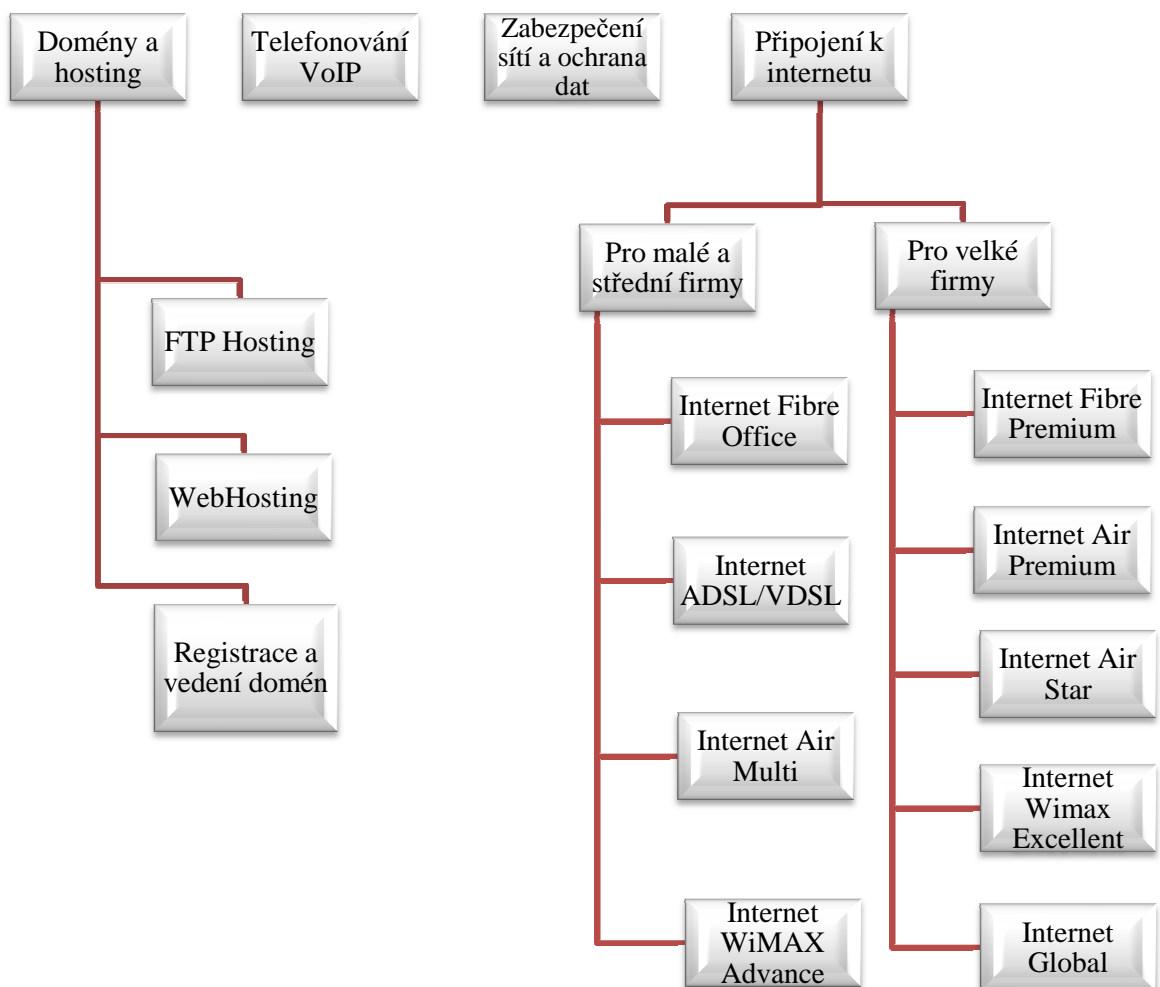 Domény a
hosting
Telefonování
VoIP
Zabezpečení
sítí a ochrana
dat
Připojení k
internetu
Pro malé a
střední firmy
Pro velké
firmy
FTP Hosting
WebHosting
Registrace a
vedení domén
Internet Fibre
Office
Internet
ADSL/VDSL
Internet Air
Multi
Internet
WiMAX
Advance
Internet Fibre
Premium
Internet Air
Premium
Internet Air
Star
Internet
Wimax
Excellent
Internet
Global